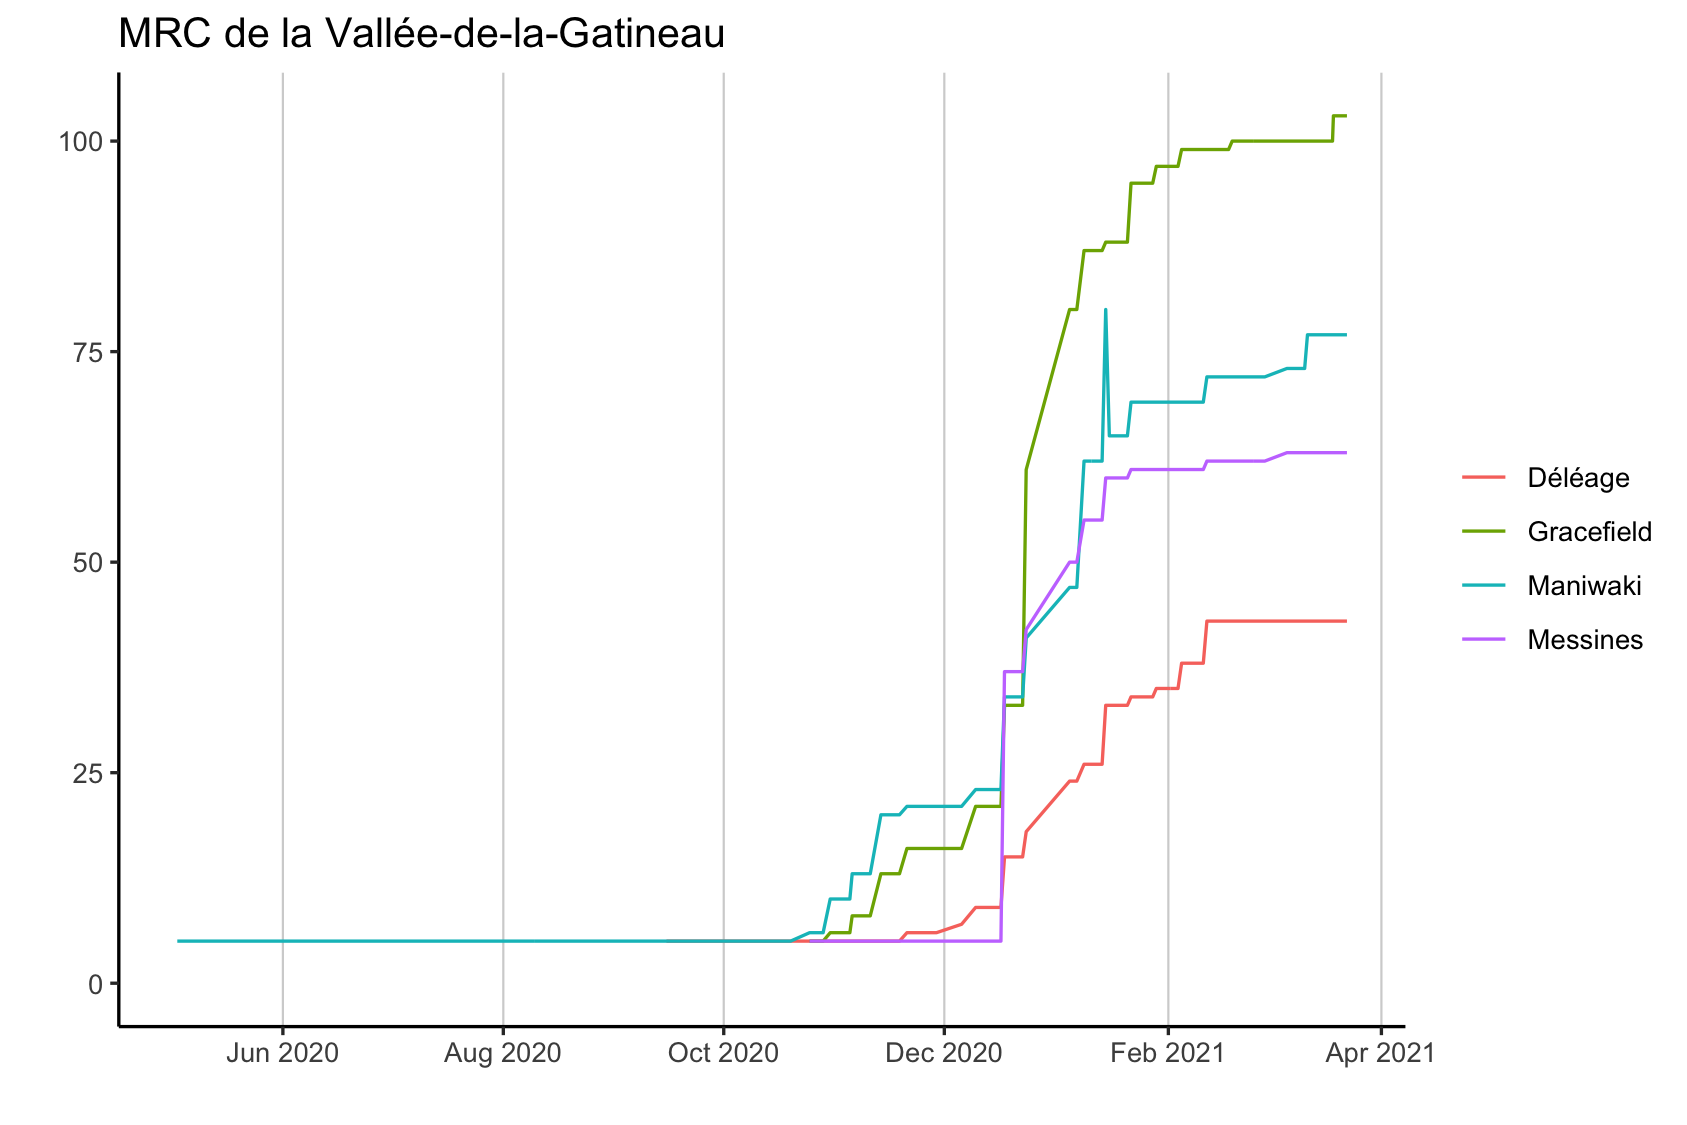 MRC de la Vallée-de-la-Gatineau
100
75
50
25
0
Jun 2020
Aug 2020
Oct 2020
Dec 2020
Feb 2021
Apr 2021
Déléage
Gracefield
Maniwaki
Messines